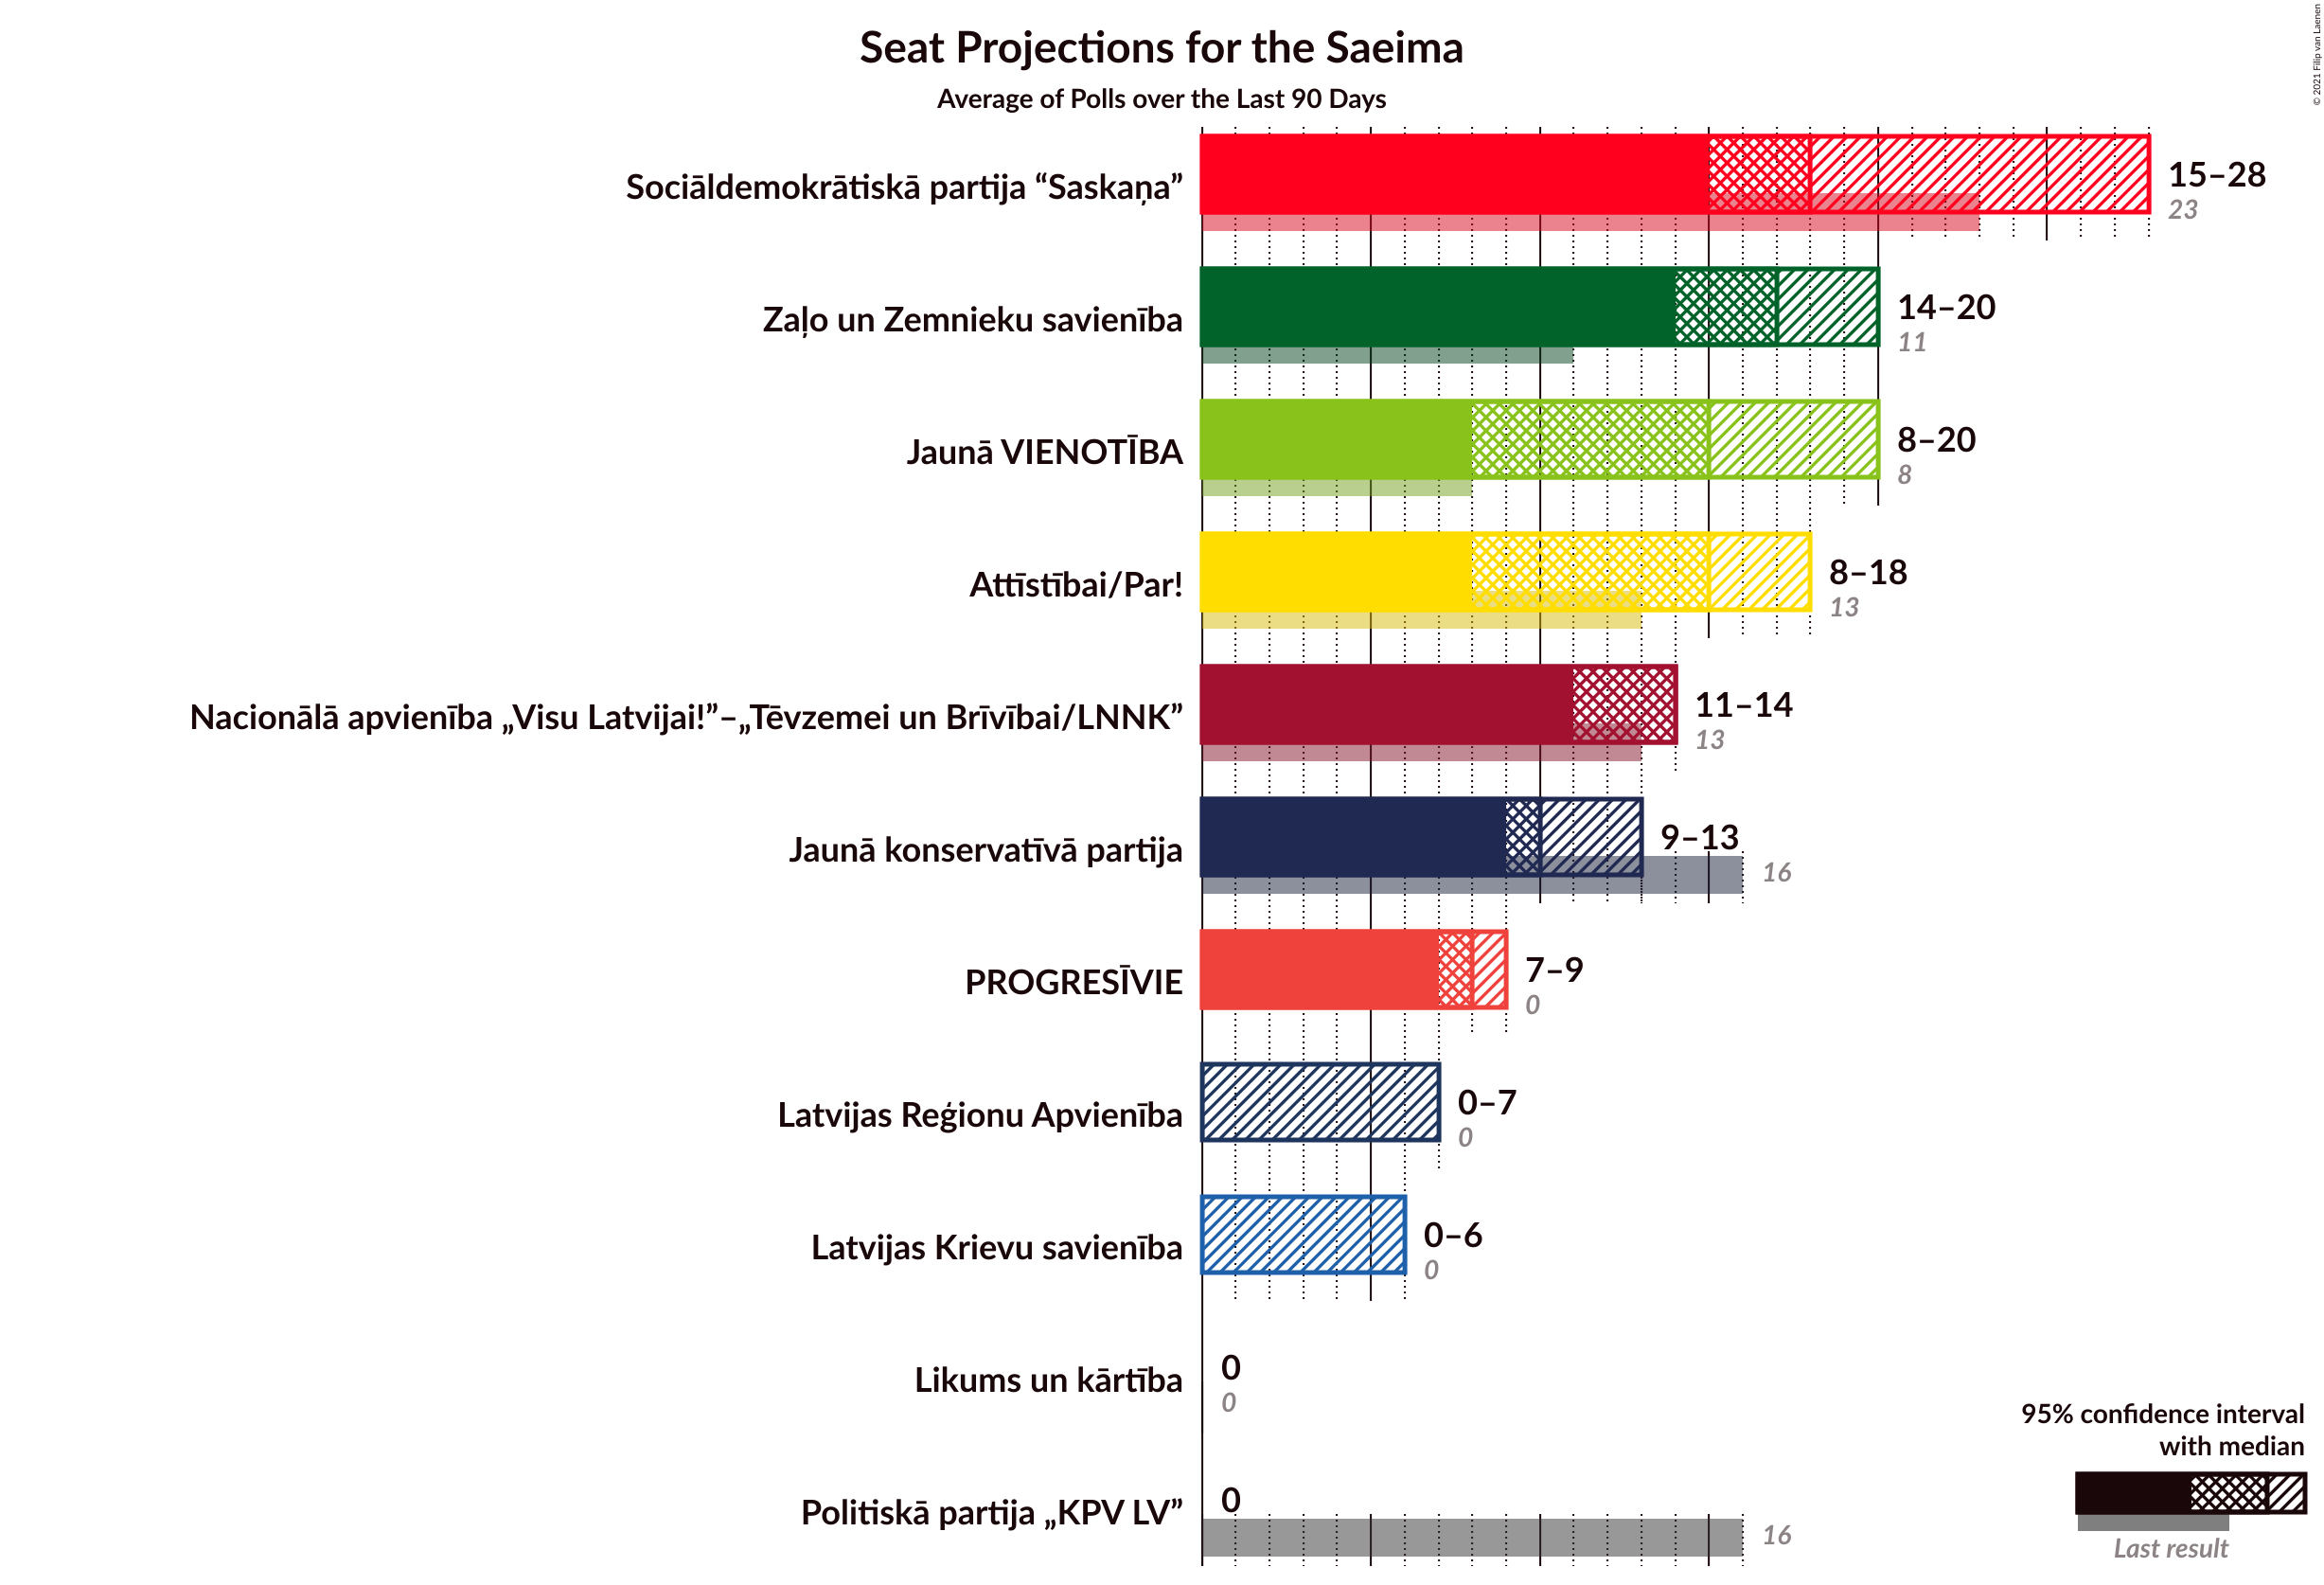 Seat Projections for the Saeima
Average of Polls over the Last 90 Days
© 2021 Filip van Laenen
Sociāldemokrātiskā partija “Saskaņa”
15–28
23
Zaļo un Zemnieku savienība
14–20
11
Jaunā VIENOTĪBA
8–20
8
Attīstībai/Par!
8–18
13
Nacionālā apvienība „Visu Latvijai!”–„Tēvzemei un Brīvībai/LNNK”
11–14
13
Jaunā konservatīvā partija
9–13
16
PROGRESĪVIE
7–9
0
Latvijas Reģionu Apvienība
0–7
0
Latvijas Krievu savienība
0–6
0
Likums un kārtība
0
0
Politiskā partija „KPV LV”
0
16
95% confidence interval
with median
Last result